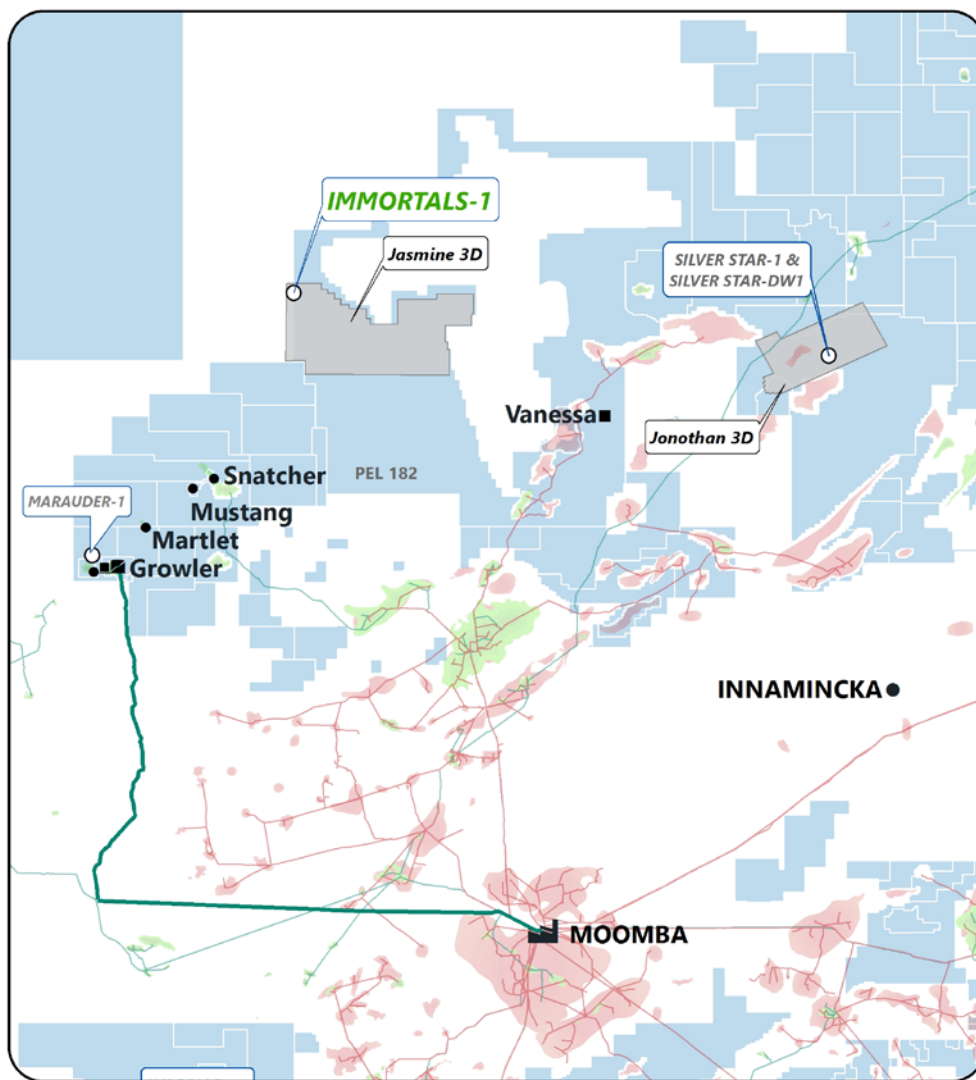 IMMORTALS-1
Jasmine 3D
SILVER STAR-1 &
SILVER STAR-DW1
Vanessa
Jonothan 3D
PEL 182
Snatcher
MARAUDER-1
Mustang
Martlet
Growler
INNAMINCKA
MOOMBA